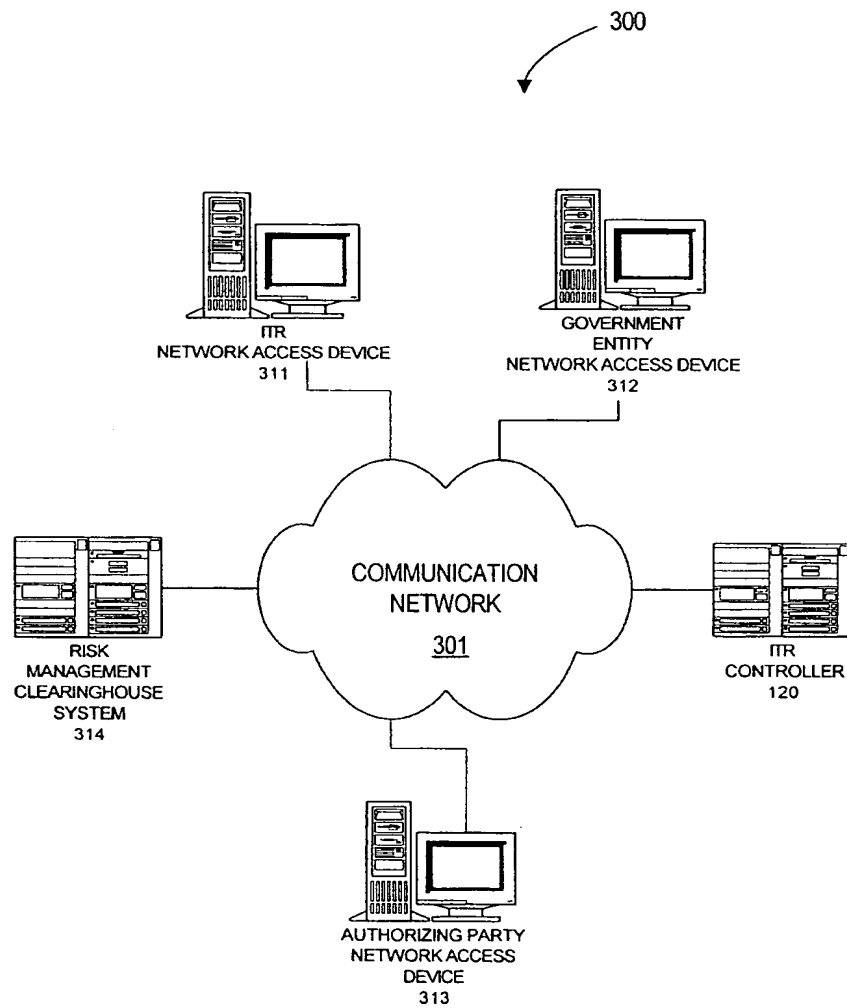 300
ITR
NETWORK ACCESS DEVICE
311
GOVERNMENT
ENTITY
NETWORK ACCESS DEVICE
312
COMMUNICATION
NETWORK
301
RISK
MANAGEMENT
CLEARINGHOUSE
SYSTEM
314
ITR
CONTROLLER
120
AUTHORIZING PARTY
NETWORK ACCESS
DEVICE
313